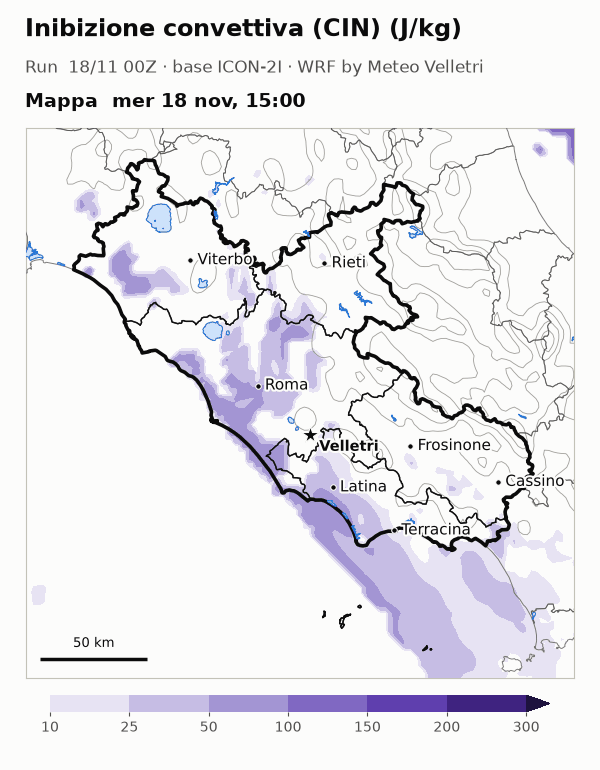 Inibizione convettiva (CIN) (J/kg)
Run  18/11 00Z · base ICON-2I · WRF by Meteo Velletri
Mappa  mer 18 nov, 15:00
Viterbo
Rieti
Roma
Velletri
Frosinone
Latina
Cassino
Terracina
50 km
10 25 50 100 150 200 300